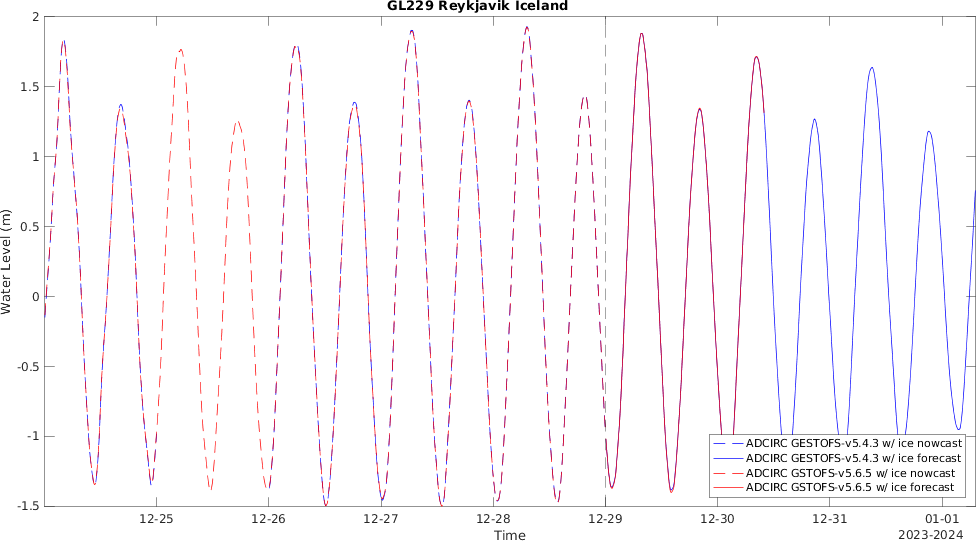 GL229 Reykjavik Iceland
2
1.5
1
0.5
0
-0.5
-1
-1.5
Water Level (m)
12-25 12-26 12-27 12-28 12-29 12-30 12-31 01-01
Time
2023-2024
ADCIRC GESTOFS-v5.4.3 w/ ice nowcast
ADCIRC GESTOFS-v5.4.3 w/ ice forecast
ADCIRC GSTOFS-v5.6.5 w/ ice nowcast
ADCIRC GSTOFS-v5.6.5 w/ ice forecast